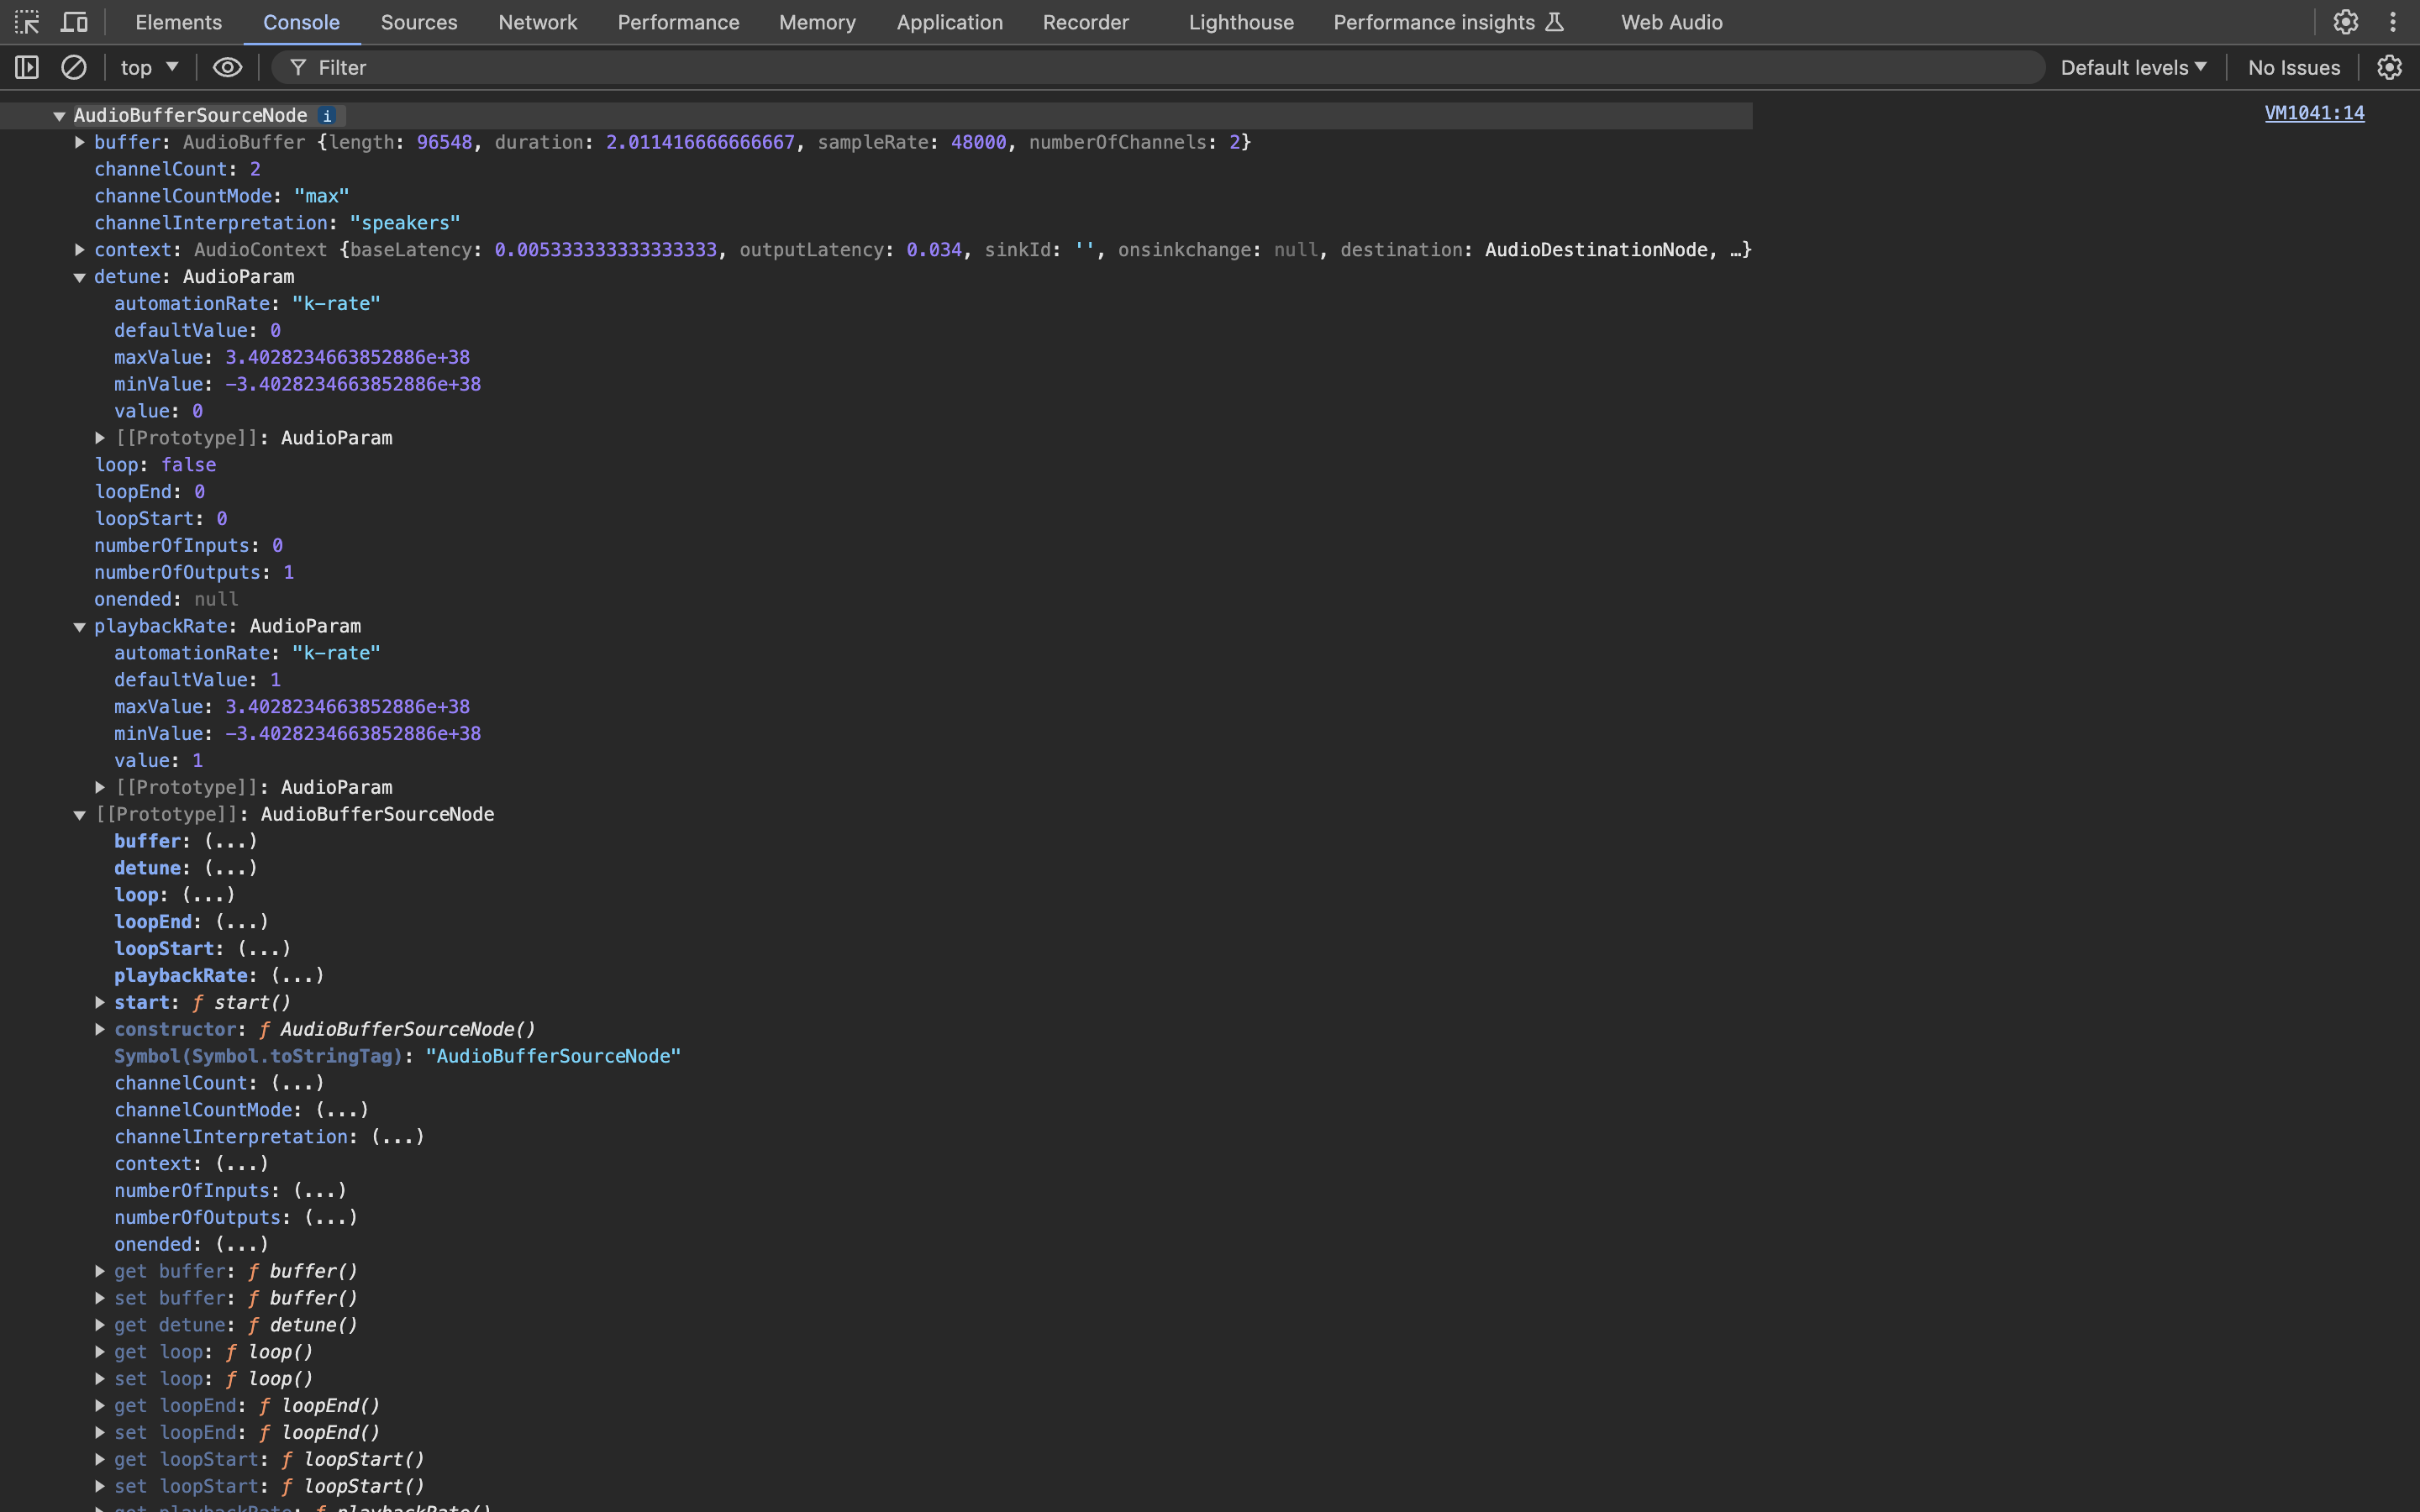 Elements Console Sources Network Performance Memory Application Recorder Lighthouse Performance insights Web Audio
top Filter Default levels No Issues
AudioBufferSourceNode i VM1041:14
buffer: AudioBuffer {length: 96548, duration: 2.011416666666667, sampleRate: 48000, numberOfChannels: 2}
channelCount: 2
channelCountMode: "max"
channelInterpretation: "speakers"
context: AudioContext {baseLatency: 0.005333333333333333, outputLatency: 0.034, sinkId: '', onsinkchange: null, destination: AudioDestinationNode, …}
detune: AudioParam
automationRate: "k-rate"
defaultValue: 0
maxValue: 3.4028234663852886e+38
minValue: -3.4028234663852886e+38
value: 0
[[Prototype]]: AudioParam
loop: false
loopEnd: 0
loopStart: 0
numberOfInputs: 0
numberOfOutputs: 1
onended: null
playbackRate: AudioParam
automationRate: "k-rate"
defaultValue: 1
maxValue: 3.4028234663852886e+38
minValue: -3.4028234663852886e+38
value: 1
[[Prototype]]: AudioParam
[[Prototype]]: AudioBufferSourceNode
buffer: (...)
detune: (...)
loop: (...)
loopEnd: (...)
loopStart: (...)
playbackRate: (...)
start: ƒ start()
constructor: ƒ AudioBufferSourceNode()
Symbol(Symbol.toStringTag): "AudioBufferSourceNode"
channelCount: (...)
channelCountMode: (...)
channelInterpretation: (...)
context: (...)
numberOfInputs: (...)
numberOfOutputs: (...)
onended: (...)
get buffer: ƒ buffer()
set buffer: ƒ buffer()
get detune: ƒ detune()
get loop: ƒ loop()
set loop: ƒ loop()
get loopEnd: ƒ loopEnd()
set loopEnd: ƒ loopEnd()
get loopStart: ƒ loopStart()
set loopStart: ƒ loopStart()
get playbackRate: ƒ playbackRate()